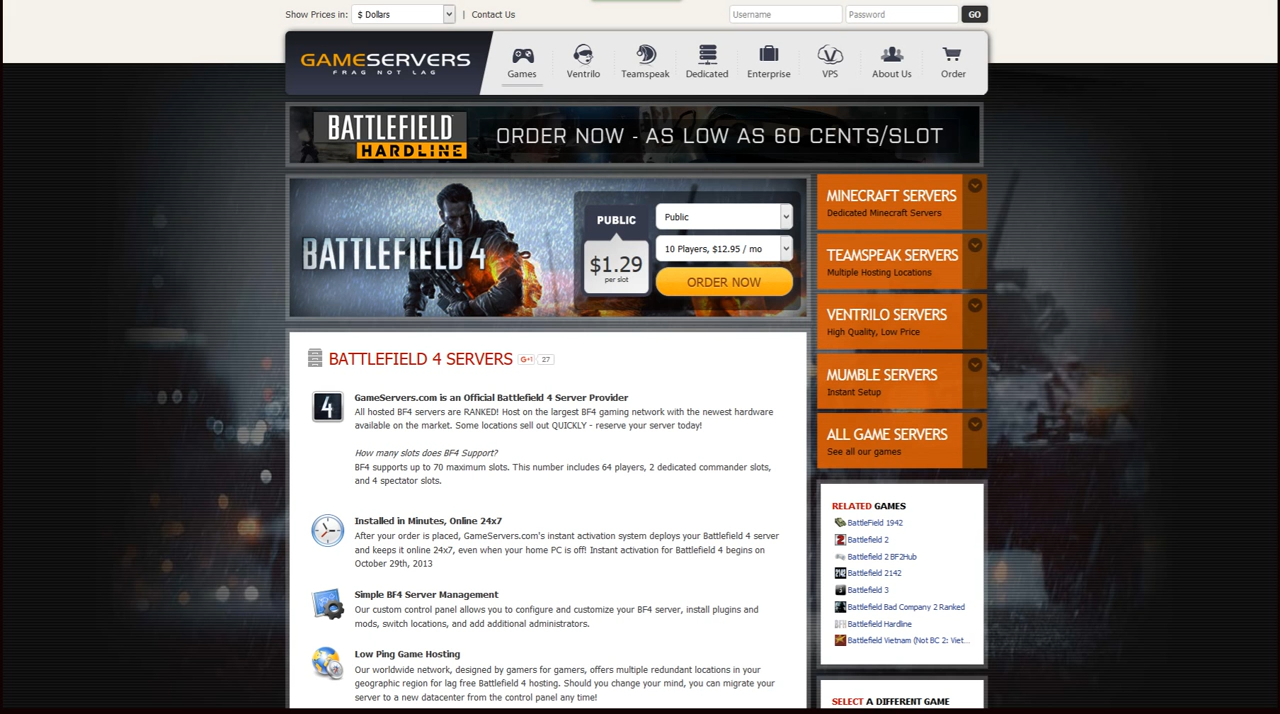 Show Prices in: $ Dollars | Contact Us Username Password GO
GAMESERVERS
FRAG NOT LAG
Games Ventrilo Teamspeak Dedicated Enterprise VPS About Us Order
BATTLEFIELD
HARDLINE
ORDER NOW - AS LOW AS 60 CENTS/SLOT
BATTLEFIELD 4
PUBLIC
$1.29
per slot
Public
10 Players, $12.95 / mo
ORDER NOW
MINECRAFT SERVERS
Dedicated Minecraft Servers
TEAMSPEAK SERVERS
Multiple Hosting Locations
VENTRILO SERVERS
High Quality, Low Price
MUMBLE SERVERS
Instant Setup
ALL GAME SERVERS
See all our games
BATTLEFIELD 4 SERVERS G+1 27
4
GameServers.com is an Official Battlefield 4 Server Provider
All hosted BF4 servers are RANKED! Host on the largest BF4 gaming network with the newest hardware
available on the market. Some locations sell out QUICKLY - reserve your server today!
How many slots does BF4 Support?
BF4 supports up to 70 maximum slots. This number includes 64 players, 2 dedicated commander slots,
and 4 spectator slots.
Installed in Minutes, Online 24x7
After your order is placed, GameServers.com's instant activation system deploys your Battlefield 4 server
and keeps it online 24x7, even when your home PC is off! Instant activation for Battlefield 4 begins on
October 29th, 2013
Simple BF4 Server Management
Our custom control panel allows you to configure and customize your BF4 server, install plugins and
mods, switch locations, and add additional administrators.
Low Ping Game Hosting
Our worldwide network, designed by gamers for gamers, offers multiple redundant locations in your
geographic region for lag free Battlefield 4 hosting. Should you change your mind, you can migrate your
server to a new datacenter from the control panel any time!
RELATED GAMES
BattleField 1942
Battlefield 2
Battlefield 2 BF2Hub
Battlefield 2142
Battlefield 3
Battlefield Bad Company 2 Ranked
Battlefield Hardline
Battlefield Vietnam (Not BC 2: Viet...
SELECT A DIFFERENT GAME